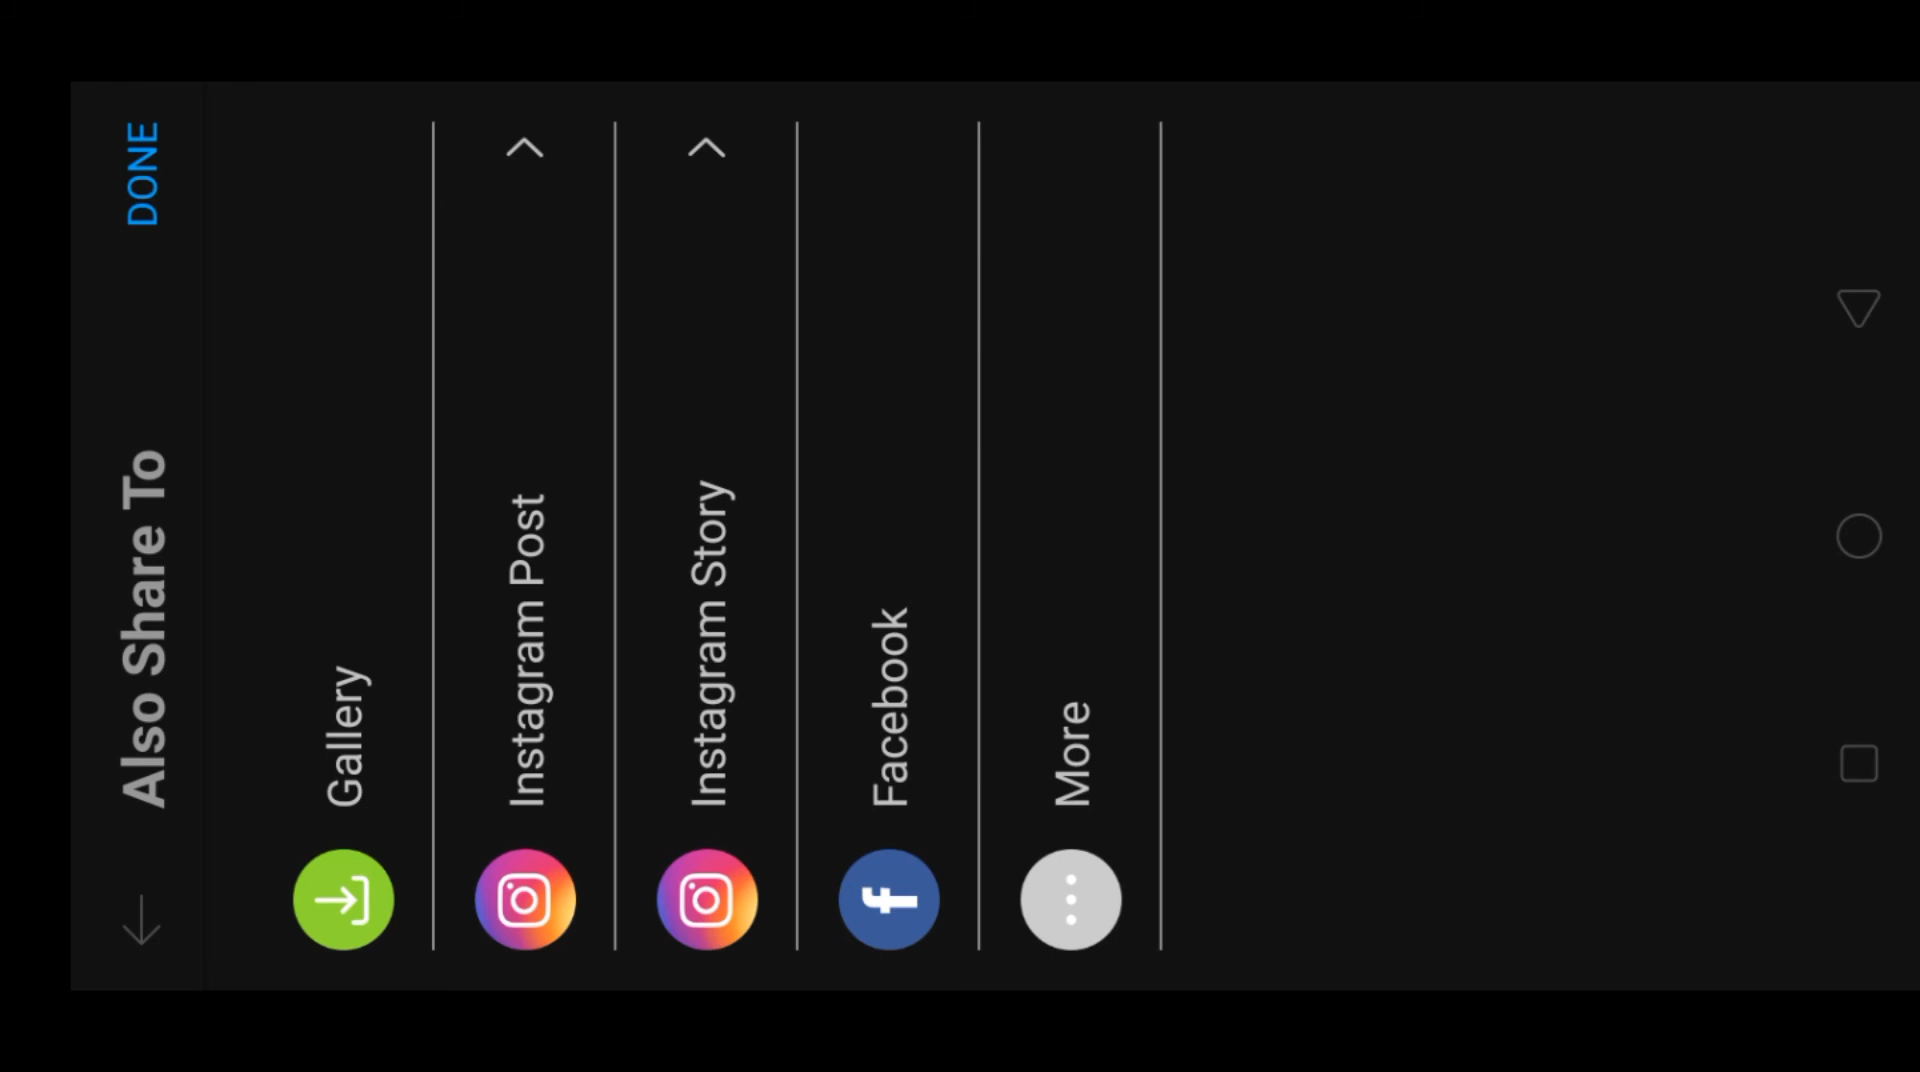 Also Share To
DONE
Gallery
Instagram Post
Instagram Story
Facebook
More